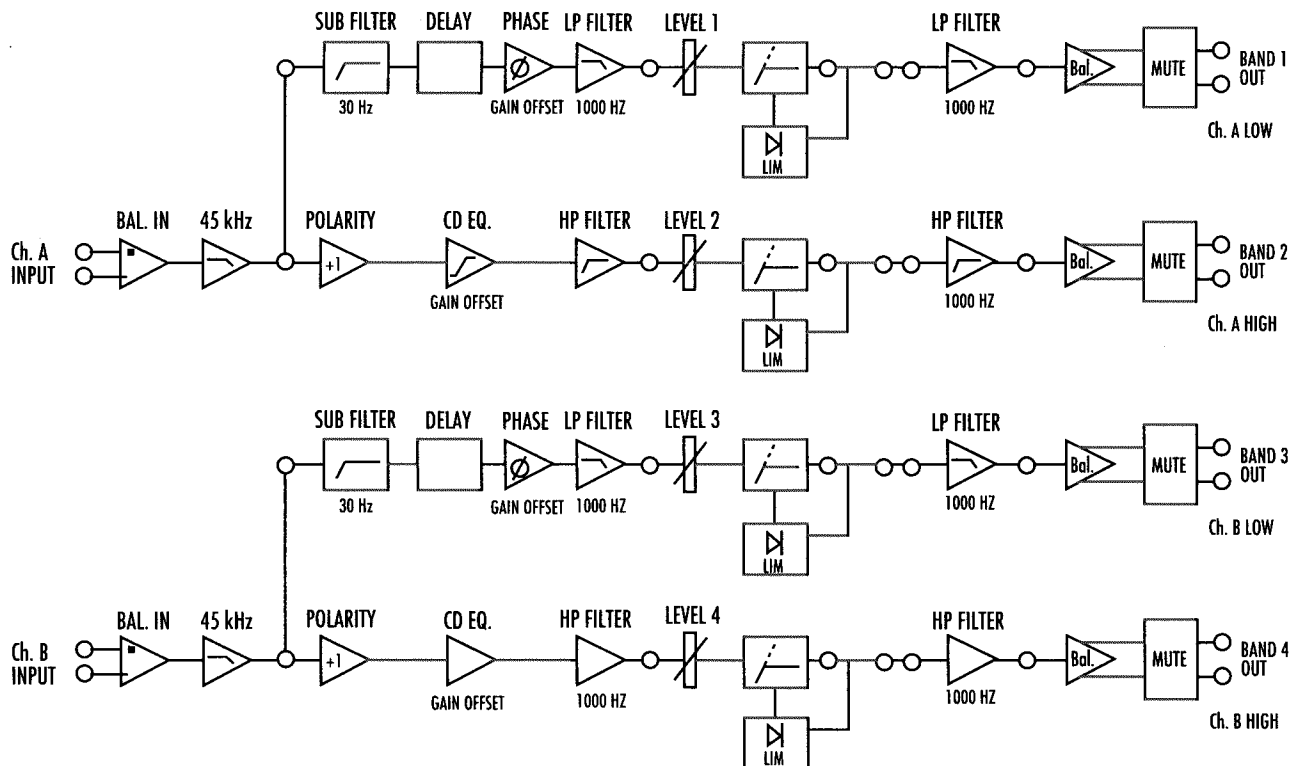 SUB FILTER DELAY PHASE LP FILTER LEVEL 1 LP FILTER
Bal. MUTE BAND 1 OUT
30 Hz GAIN OFFSET 1000 HZ 1000 HZ
LIM
Ch. A LOW
BAL. IN 45 kHz POLARITY CD EQ. HP FILTER LEVEL 2 HP FILTER
Ch. A INPUT +1 Bal. MUTE BAND 2 OUT
GAIN OFFSET 1000 HZ 1000 HZ
LIM
Ch. A HIGH
SUB FILTER DELAY PHASE LP FILTER LEVEL 3 LP FILTER
Bal. MUTE BAND 3 OUT
30 Hz GAIN OFFSET 1000 HZ 1000 HZ
LIM
Ch. B LOW
BAL. IN 45 kHz POLARITY CD EQ. HP FILTER LEVEL 4 HP FILTER
Ch. B INPUT +1 Bal. MUTE BAND 4 OUT
GAIN OFFSET 1000 HZ 1000 HZ
LIM
Ch. B HIGH